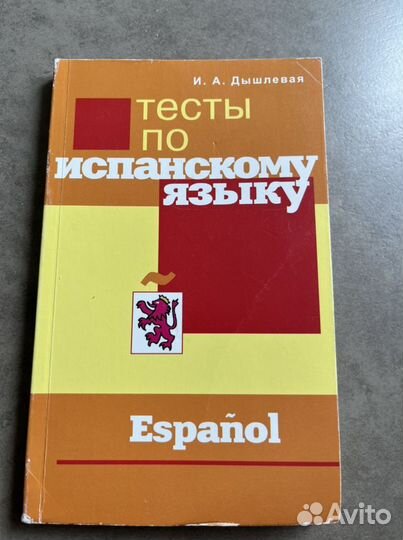 И. А. Дышлевая
тесты
по
испанскому
языку
Español
Avito